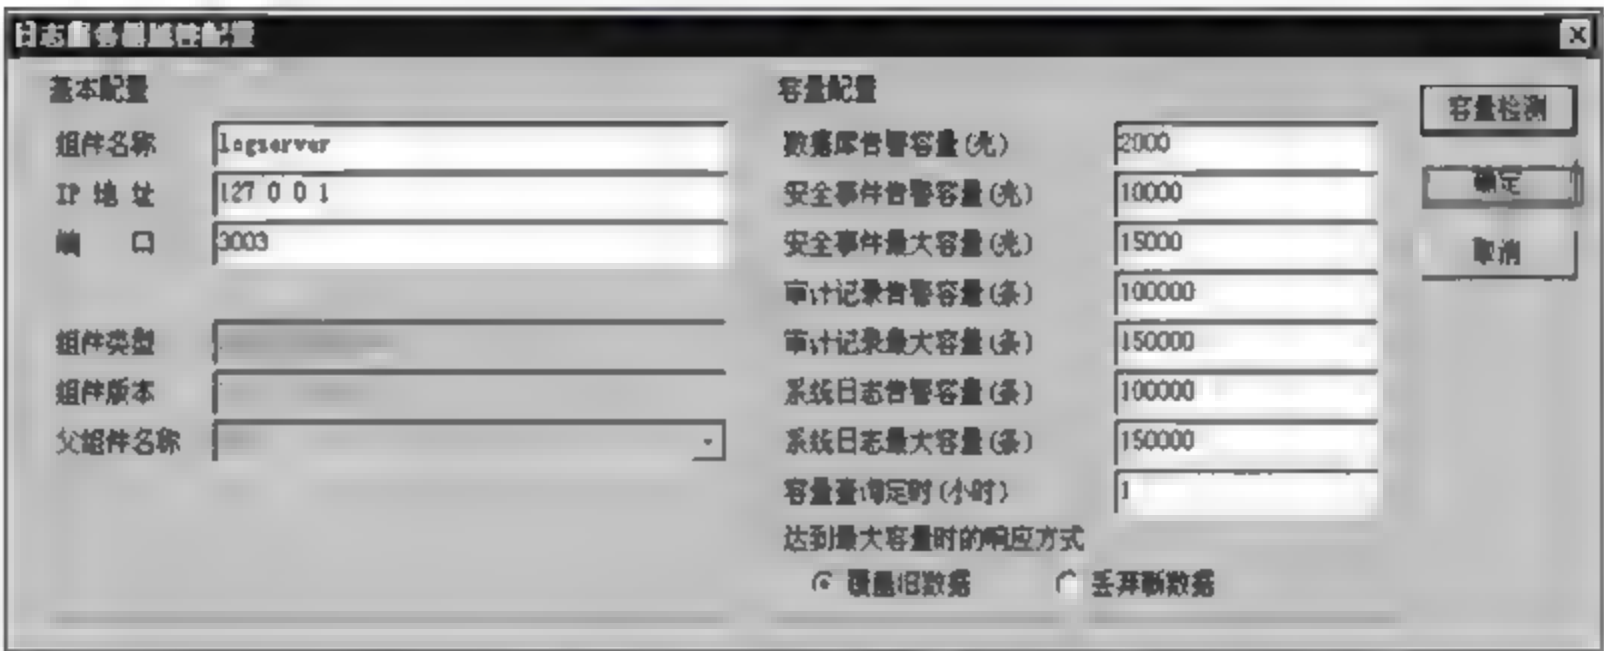 日志服务器属性配置
基本配置
组件名称 logserver
IP 地 址 127 0 0 1
端 口 3003
组件类型
组件版本
父组件名称
容量配置
数据库告警容量(兆) 2000
安全事件告警容量(兆) 10000
安全事件最大容量(兆) 15000
审计记录告警容量(条) 100000
审计记录最大容量(条) 150000
系统日志告警容量(条) 100000
系统日志最大容量(条) 150000
容量查询定时(小时) 1
达到最大容量时的响应方式
覆盖旧数据 丢弃新数据
容量检测
确定
取消